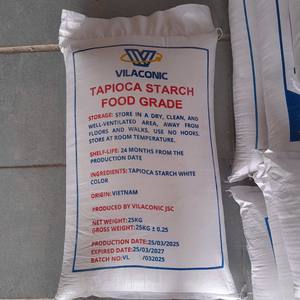 VILACONIC
TAPIOCA STARCH
FOOD GRADE
STORAGE: STORE IN A DRY, CLEAN, AND
WELL-VENTILATED AREA, AWAY FROM
FLOORS AND WALKS, USE NO HOOKS,
STORE AT ROOM TEMPERATURE.
SHELF-LIFE: 24 MONTHS FROM THE
PRODUCTION DATE
INGREDIENTS: TAPIOCA STARCH WHITE
COLOR
ORIGIN: VIETNAM
PRODUCED BY VILACONIC JSC
NET WEIGHT: 25KG
GROSS WEIGHT: 25KG ± 0.25
PRODUCTION DATE: 25/03/2025
EXPIRED DATE: 25/03/2027
BATCH NO: VL /032025